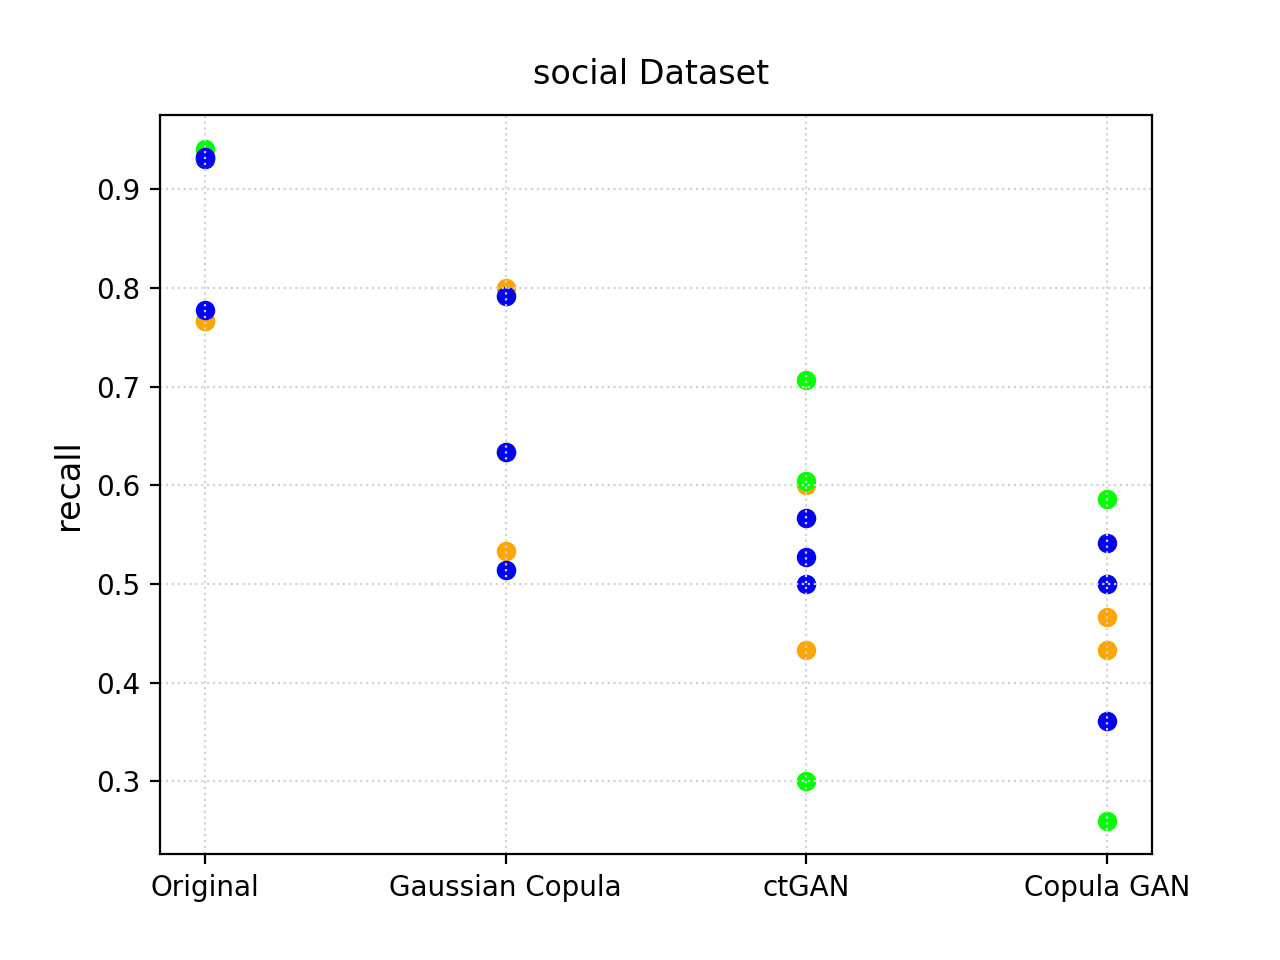 social Dataset
recall
0.9
0.8
0.7
0.6
0.5
0.4
0.3
Original
Gaussian Copula
ctGAN
Copula GAN